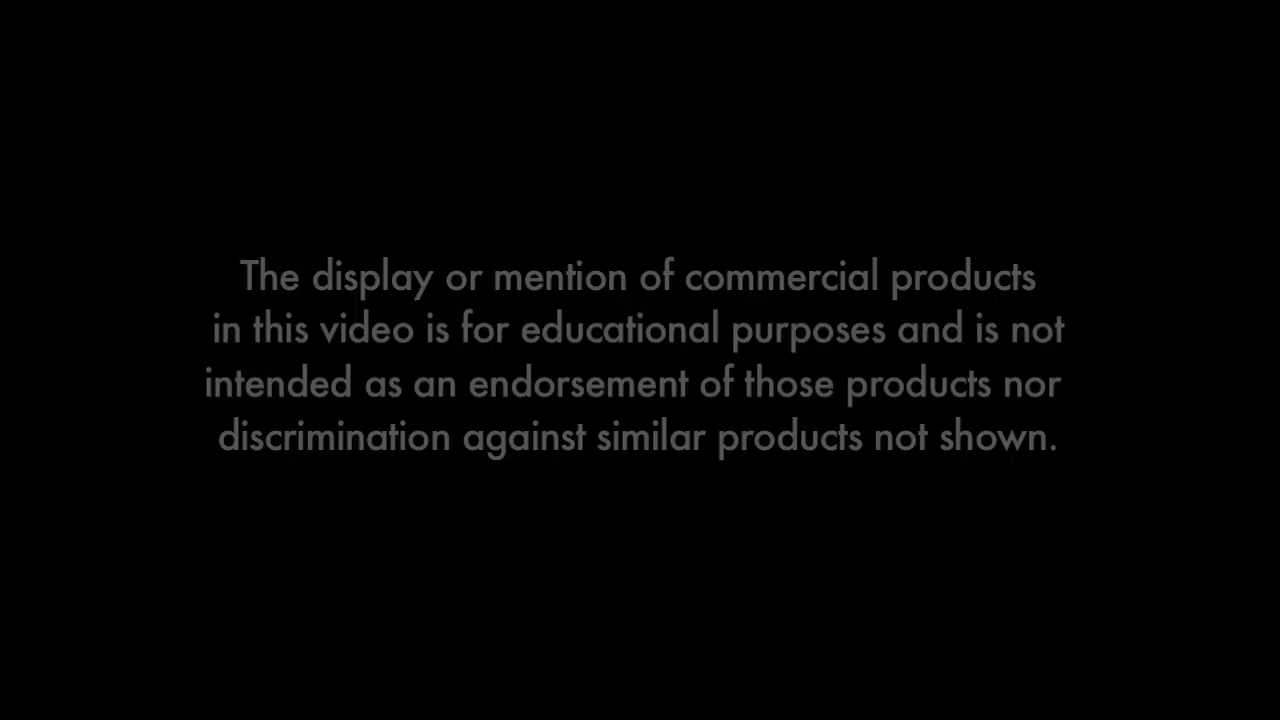 The display or mention of commercial products
in this video is for educational purposes and is not
intended as an endorsement of those products nor
discrimination against similar products not shown.